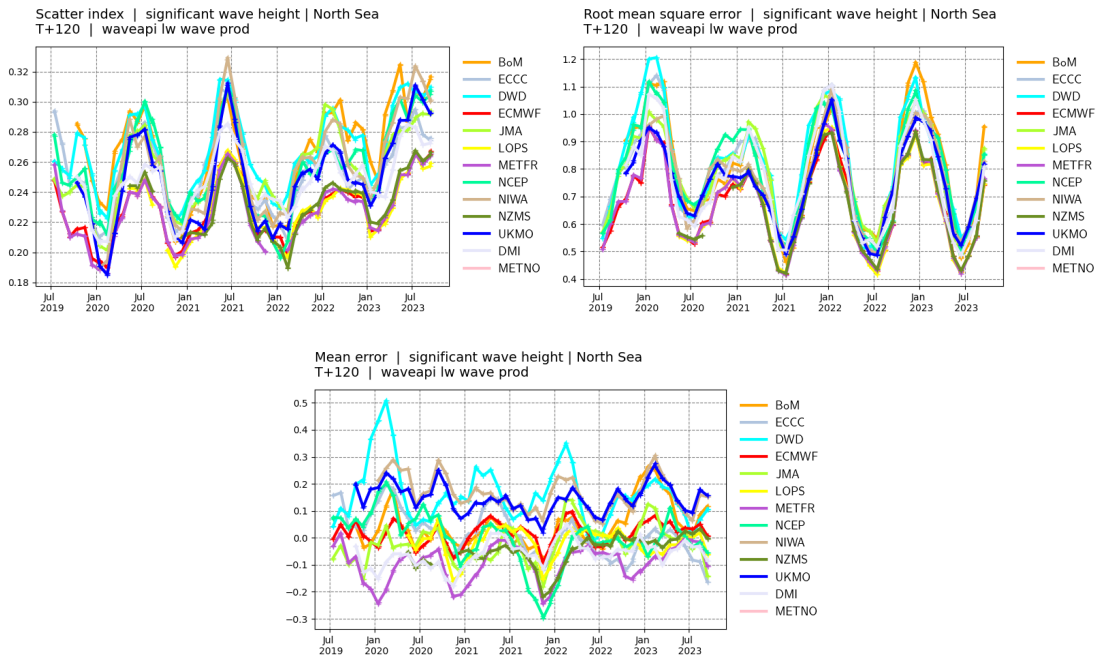 Scatter index | significant wave height | North Sea
T+120 | waveapi lw wave prod
0.32
0.30
0.28
0.26
0.24
0.22
0.20
0.18
Jul Jan Jul Jan Jul Jan Jul Jan Jul
2019 2020 2020 2021 2021 2022 2022 2023 2023
BoM
ECCC
DWD
ECMWF
JMA
LOPS
METFR
NCEP
NIWA
NZMS
UKMO
DMI
METNO
Root mean square error | significant wave height | North Sea
T+120 | waveapi lw wave prod
1.2
1.1
1.0
0.9
0.8
0.7
0.6
0.5
0.4
Jul Jan Jul Jan Jul Jan Jul Jan Jul
2019 2020 2020 2021 2021 2022 2022 2023 2023
BoM
ECCC
DWD
ECMWF
JMA
LOPS
METFR
NCEP
NIWA
NZMS
UKMO
DMI
METNO
Mean error | significant wave height | North Sea
T+120 | waveapi lw wave prod
0.5
0.4
0.3
0.2
0.1
0.0
−0.1
−0.2
−0.3
Jul Jan Jul Jan Jul Jan Jul Jan Jul
2019 2020 2020 2021 2021 2022 2022 2023 2023
BoM
ECCC
DWD
ECMWF
JMA
LOPS
METFR
NCEP
NIWA
NZMS
UKMO
DMI
METNO